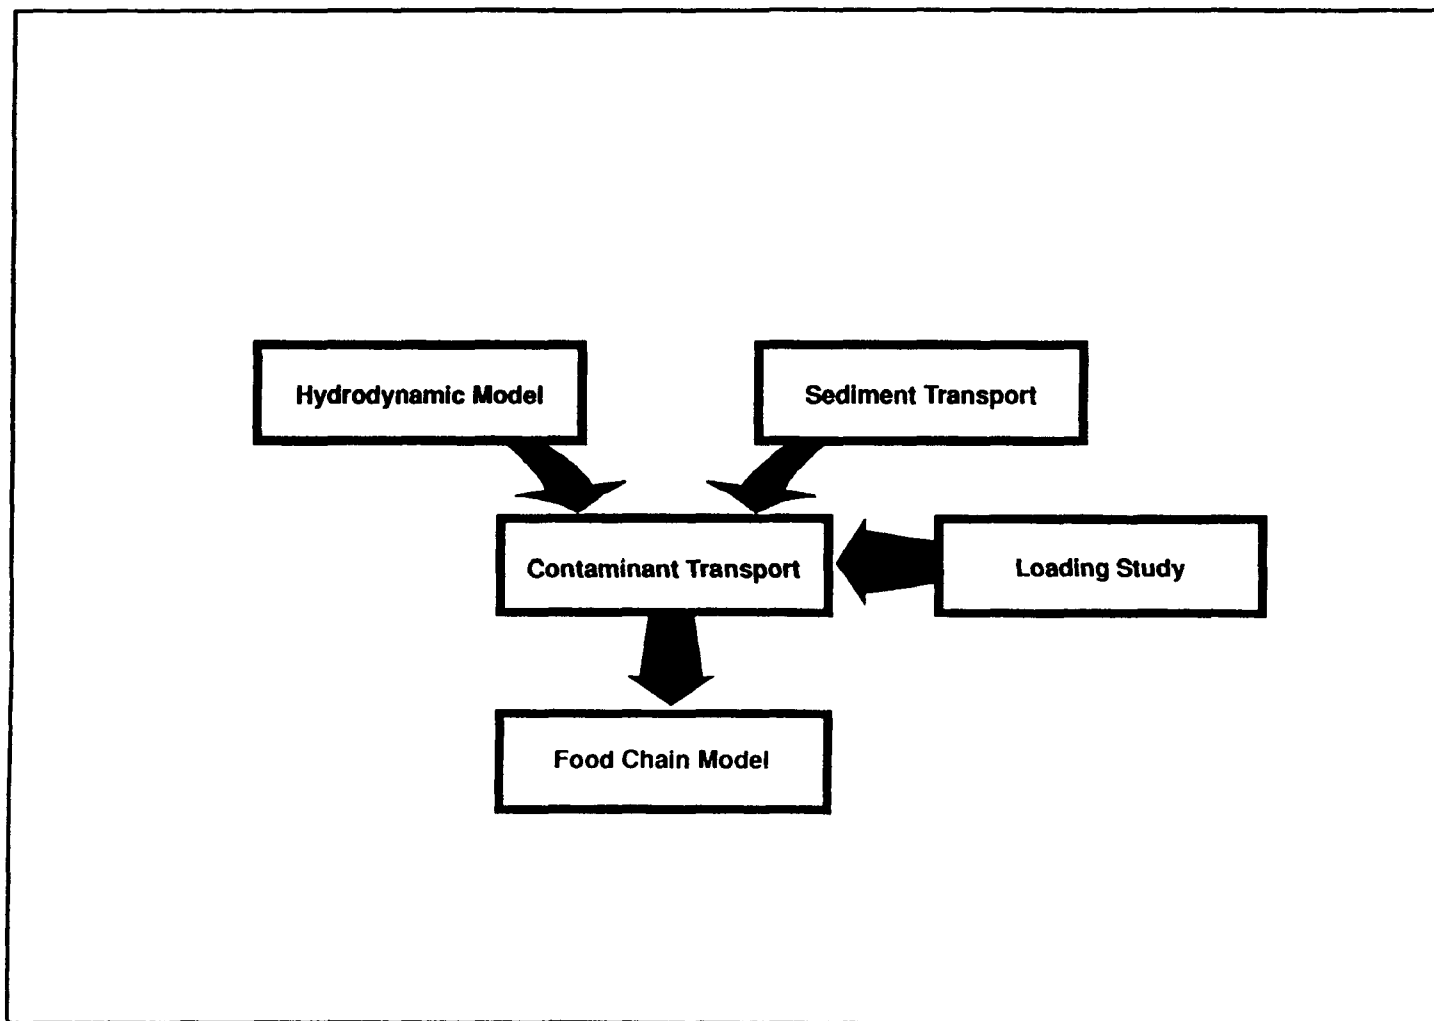 Hydrodynamic Model
Sediment Transport
Contaminant Transport
Loading Study
Food Chain Model